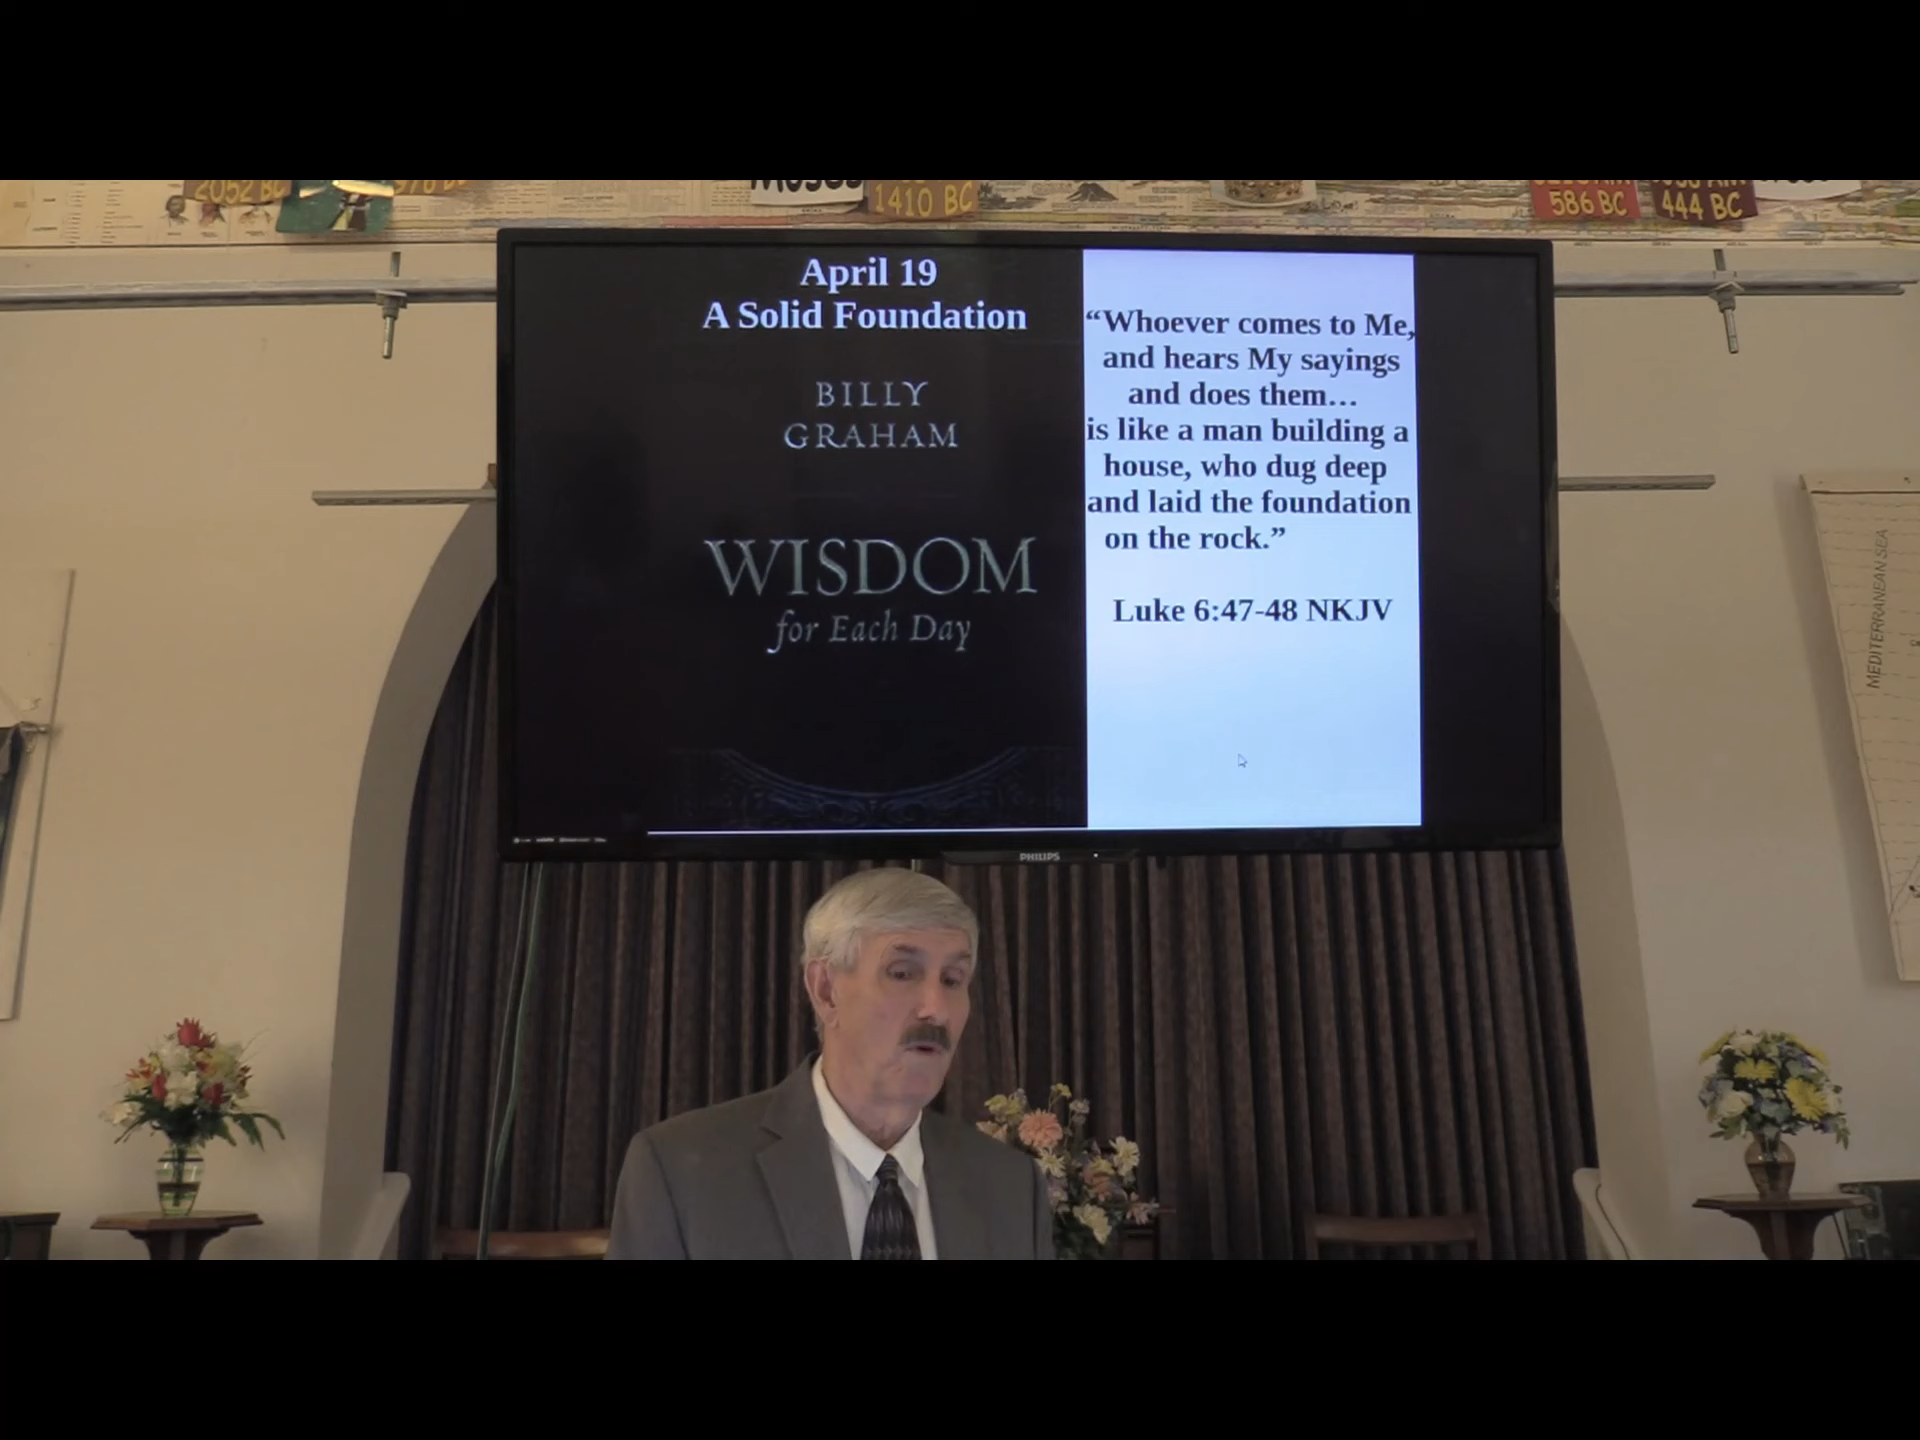 2052 BC
1410 BC
586 BC
444 BC
April 19
A Solid Foundation
BILLY
GRAHAM
WISDOM
for Each Day
“Whoever comes to Me,
and hears My sayings
and does them…
is like a man building a
house, who dug deep
and laid the foundation
on the rock.”
Luke 6:47-48 NKJV
PHILIPS
MEDITERRANEAN SEA